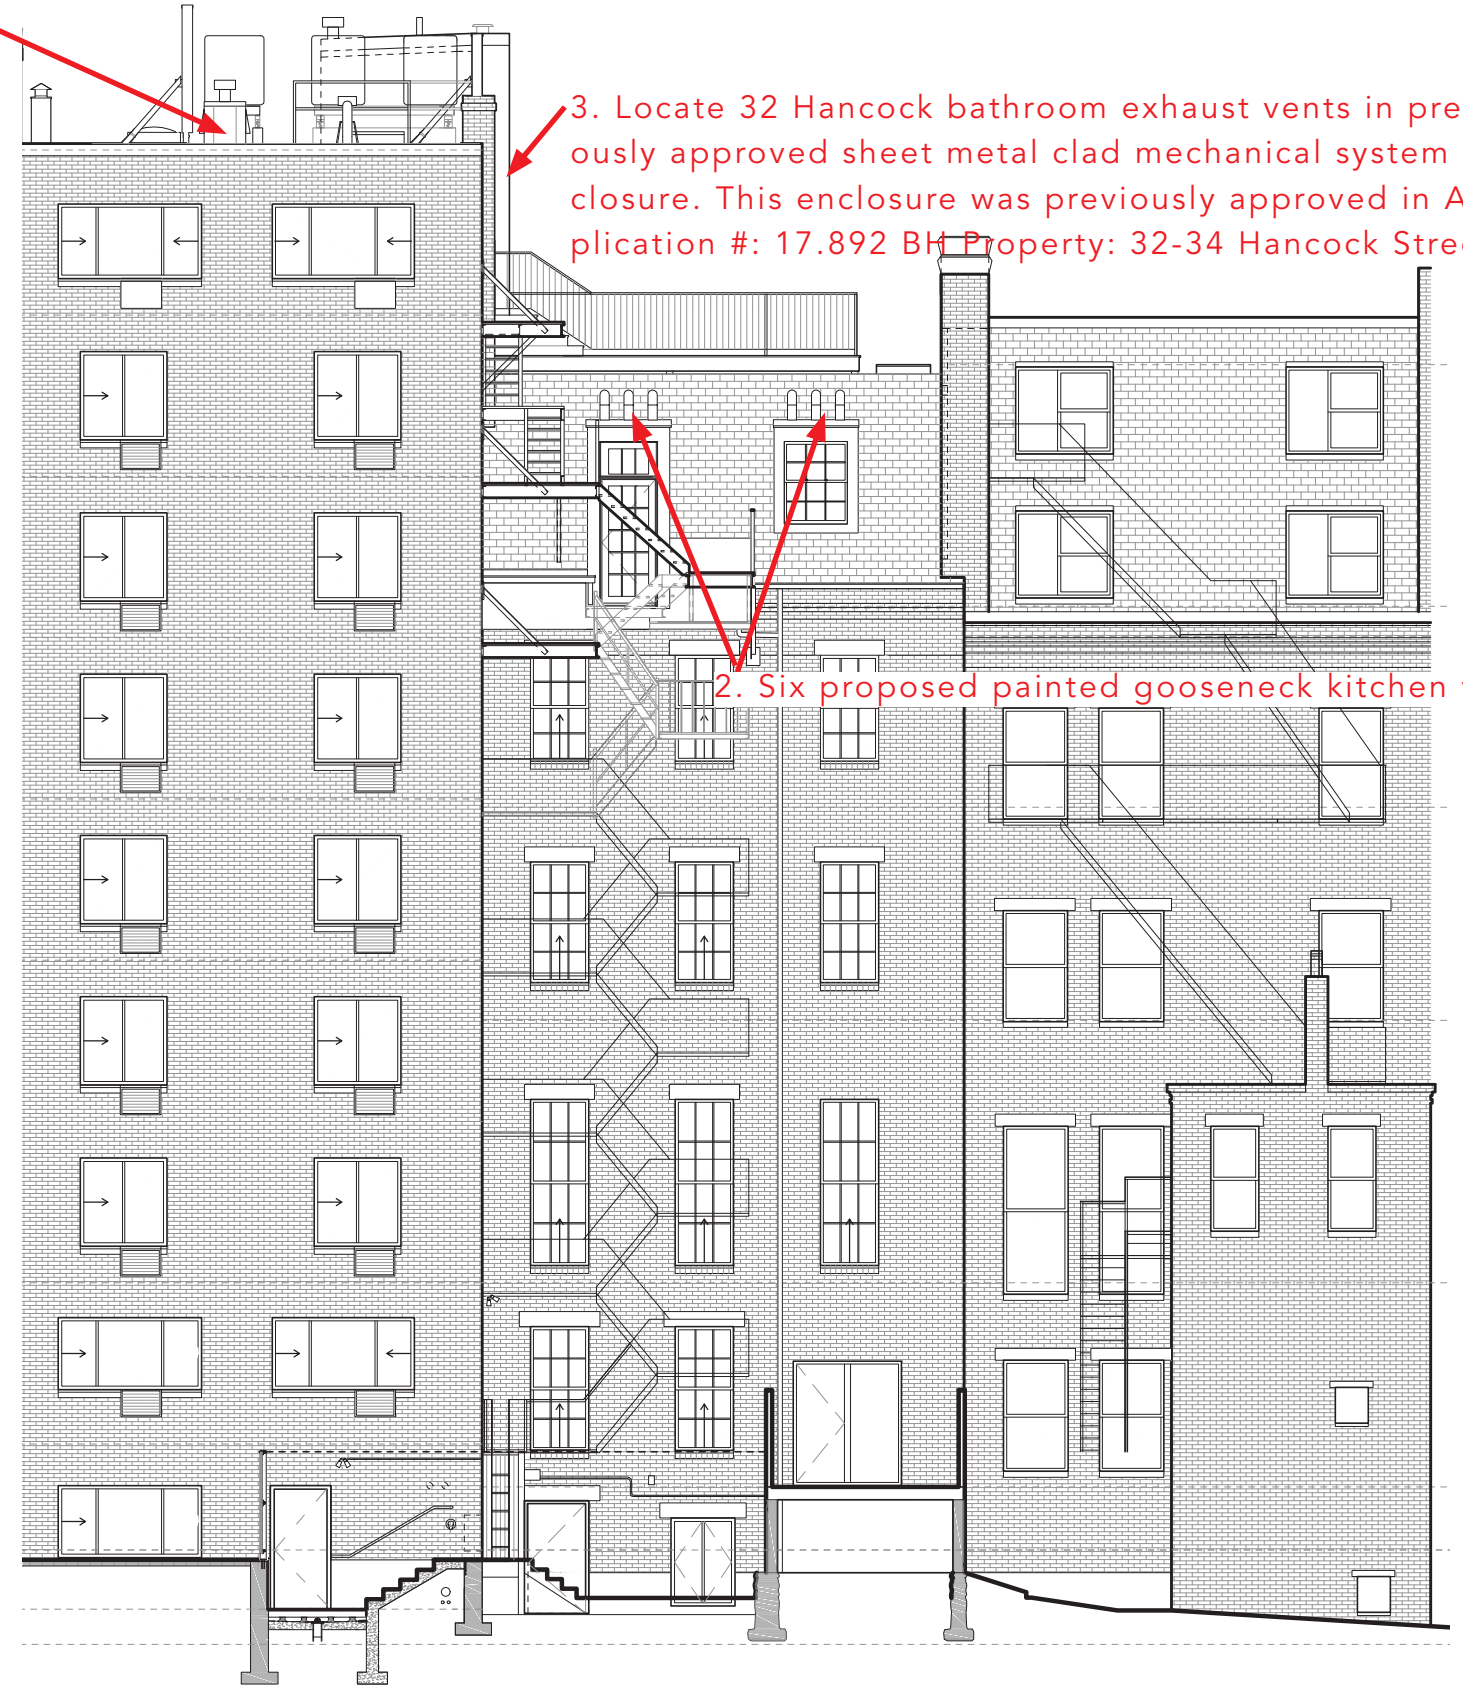 3. Locate 32 Hancock bathroom exhaust vents in pre
ously approved sheet metal clad mechanical system
closure. This enclosure was previously approved in A
plication #: 17.892 BH Property: 32-34 Hancock Stre
2. Six proposed painted gooseneck kitchen